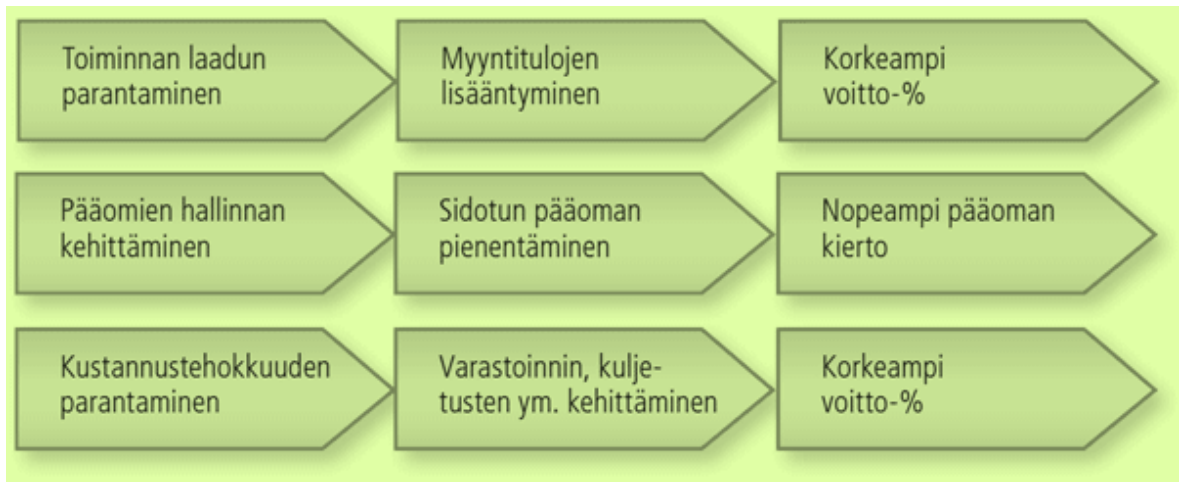 Toiminnan laadun
parantaminen
Myyntitulojen
lisääntyminen
Korkeampi
voitto-%
Pääomien hallinnan
kehittäminen
Sidotun pääoman
pienentäminen
Nopeampi pääoman
kierto
Kustannustehokkuuden
parantaminen
Varastoinnin, kulje-
tusten ym. kehittäminen
Korkeampi
voitto-%